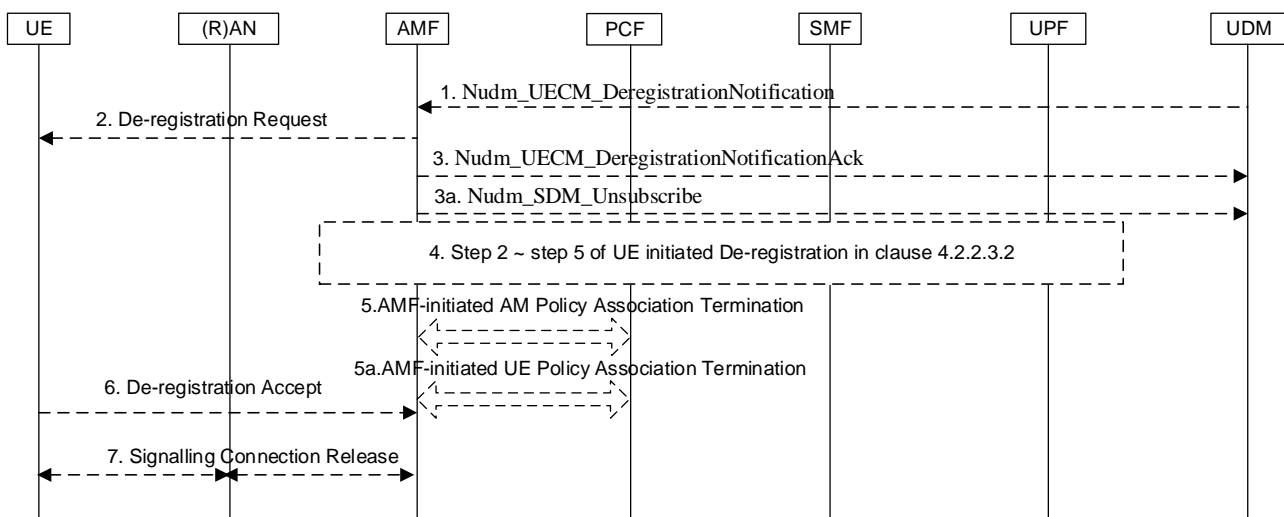 UE (R)AN AMF PCF SMF UPF UDM
1. Nudm_UECM_DeregistrationNotification
2. De-registration Request
3. Nudm_UECM_DeregistrationNotificationAck
3a. Nudm_SDM_Unsubscribe
4. Step 2 ~ step 5 of UE initiated De-registration in clause 4.2.2.3.2
5.AMF-initiated AM Policy Association Termination
5a.AMF-initiated UE Policy Association Termination
6. De-registration Accept
7. Signalling Connection Release